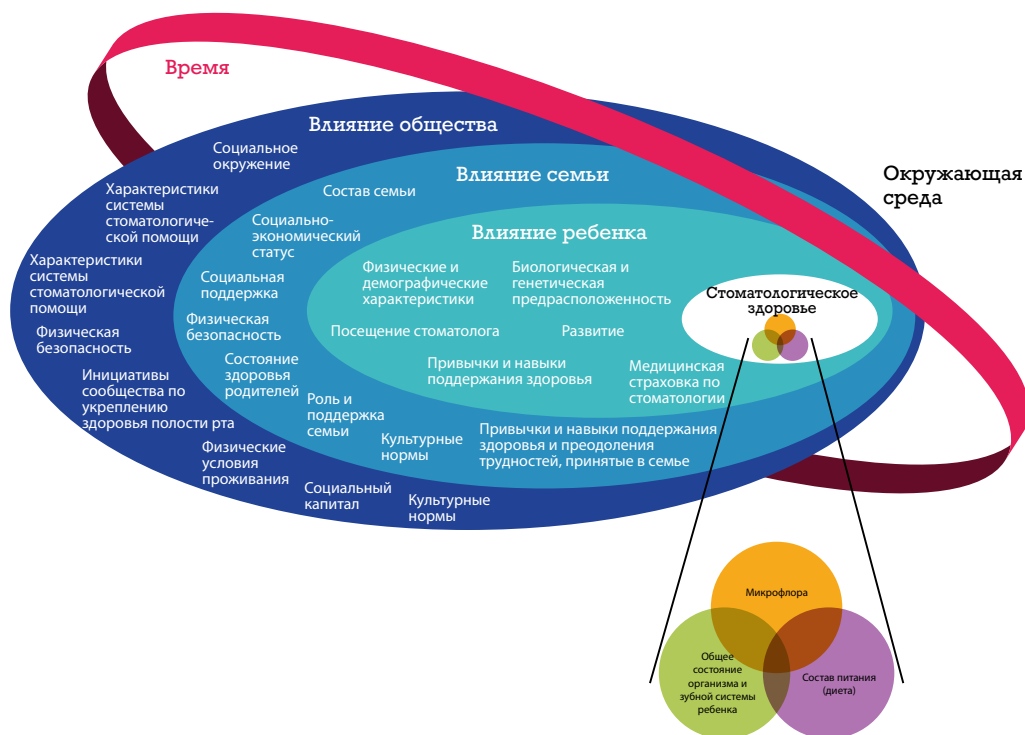 Время
Влияние общества
Социальное
окружение
Характеристики
системы
стоматологиче-
ской помощи
Характеристики
системы
стоматологической
помощи
Физическая
безопасность
Инициативы
сообщества по
укреплению
здоровья полости рта
Физические
условия
проживания
Социальный
капитал
Культурные
нормы
Влияние семьи
Состав семьи
Социально-
экономический
статус
Социальная
поддержка
Физическая
безопасность
Состояние
здоровья
родителей
Роль и
поддержка
семьи
Культурные
нормы
Привычки и навыки поддержания
здоровья и преодоления
трудностей, принятые в семье
Влияние ребенка
Физические и
демографические
характеристики
Биологическая и
генетическая
предрасположенность
Посещение стоматолога
Развитие
Привычки и навыки
поддержания здоровья
Медицинская
страховка по
стоматологии
Стоматологическое
здоровье
Окружающая
среда
Микрофлора
Общее
состояние
организма и
зубной системы
ребенка
Состав питания
(диета)